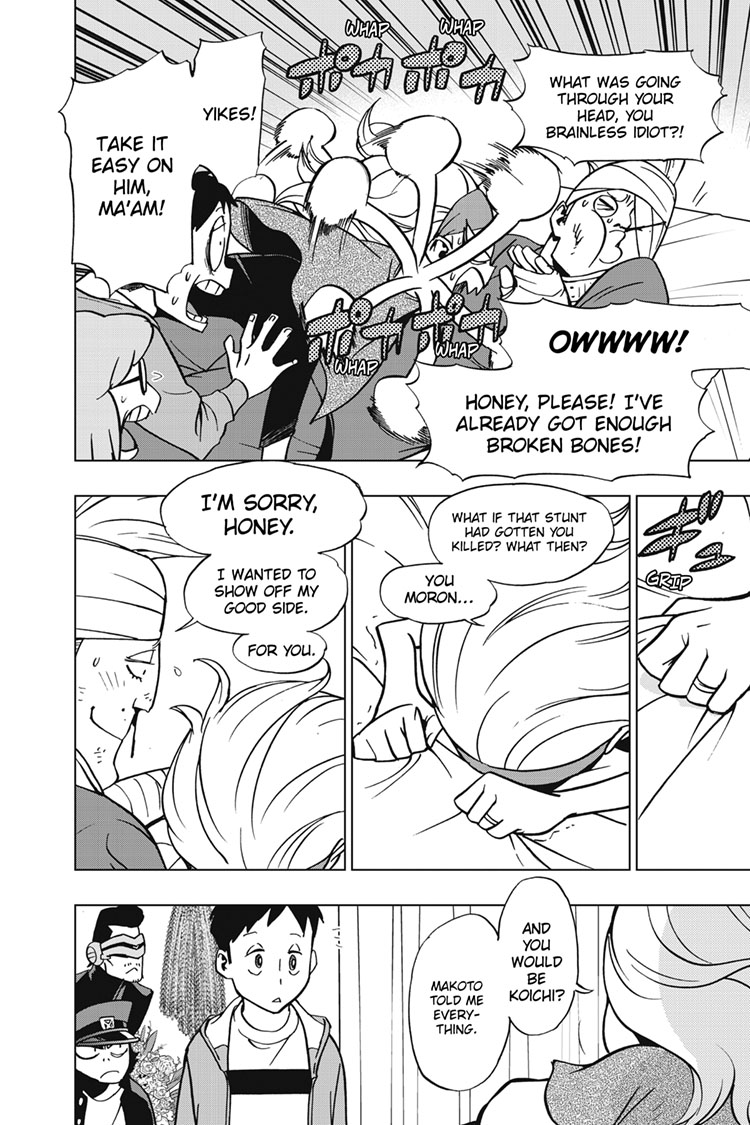 WHAT WAS GOING
THROUGH YOUR
HEAD, YOU
BRAINLESS IDIOT?!
WHAP
WHAP
ポカ ポカ
YIKES!
TAKE IT
EASY ON
HIM,
MA'AM!
ポカ ポカ
WHAP
WHAP
OWWWW!
HONEY, PLEASE! I'VE
ALREADY GOT ENOUGH
BROKEN BONES!
ギュ
GRIP
WHAT IF THAT STUNT
HAD GOTTEN YOU
KILLED? WHAT THEN?
YOU
MORON...
I'M SORRY,
HONEY.
I WANTED TO
SHOW OFF MY
GOOD SIDE.
FOR YOU.
AND
YOU
WOULD
BE
KOICHI?
MAKOTO
TOLD ME
EVERY-
THING.